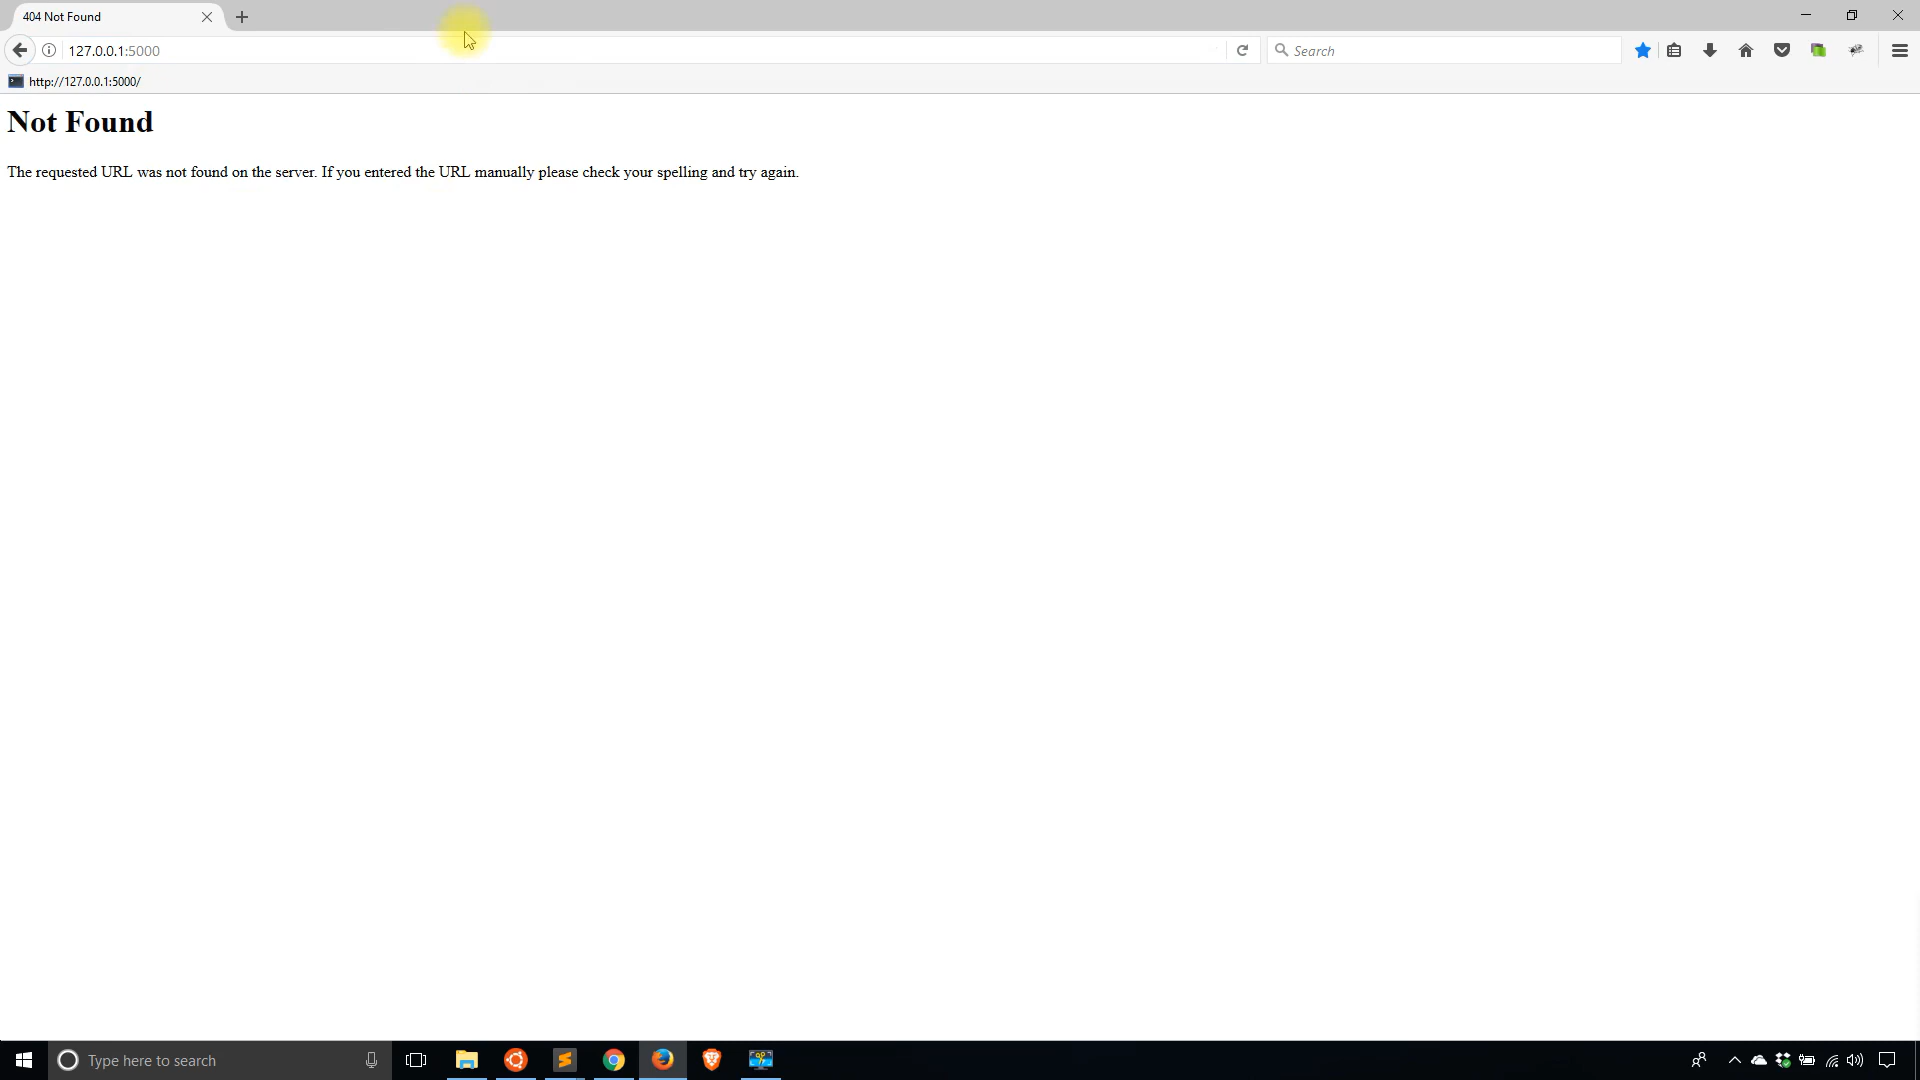 404 Not Found
127.0.0.1:5000
Search
http://127.0.0.1:5000/
Not Found
The requested URL was not found on the server. If you entered the URL manually please check your spelling and try again.
Type here to search